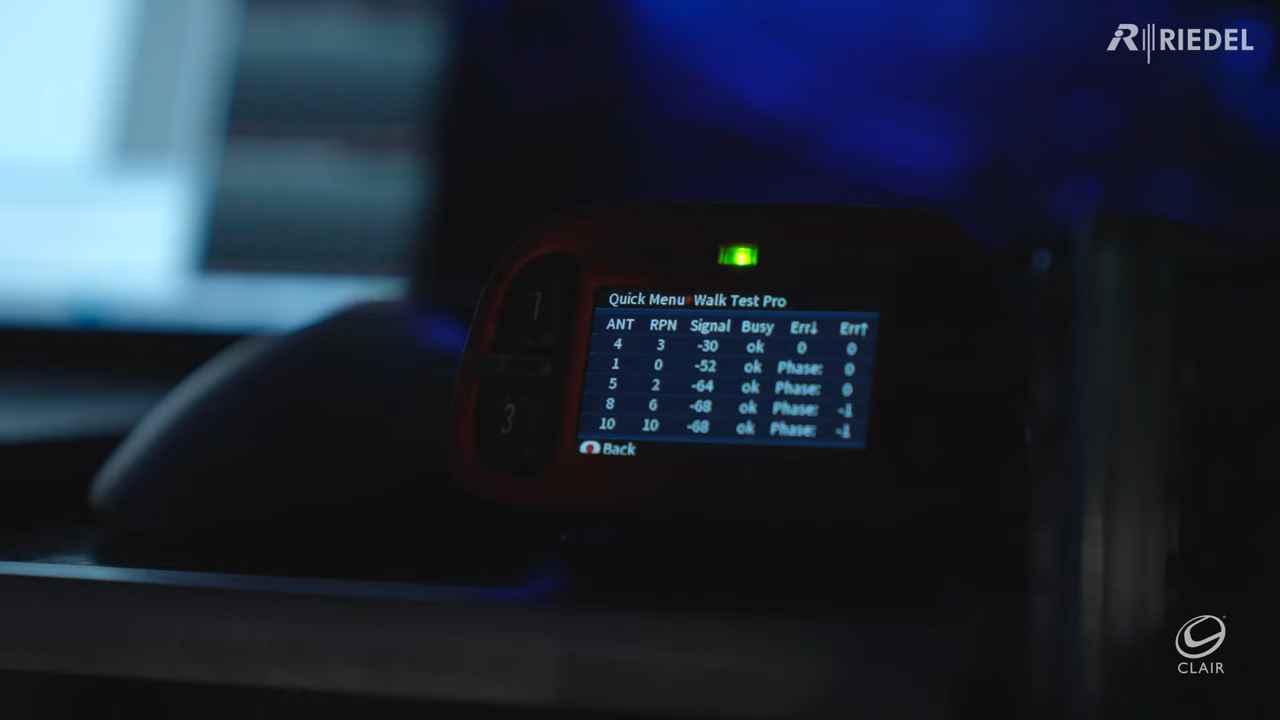 RIEDEL
1
3
Quick Menu Walk Test Pro
ANT RPN Signal Busy Err↓ Err↑
4 3 -30 ok 0 0
1 0 -52 ok Phase: 0
5 2 -64 ok Phase: 0
8 6 -68 ok Phase: -1
10 10 -68 ok Phase: -1
Back
CLAIR